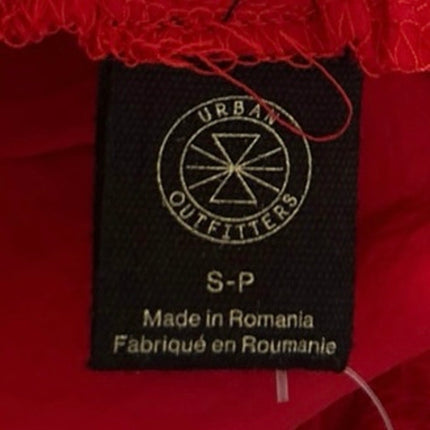 URBAN
OUTFITTERS
S-P
Made in Romania
Fabriqué en Roumanie